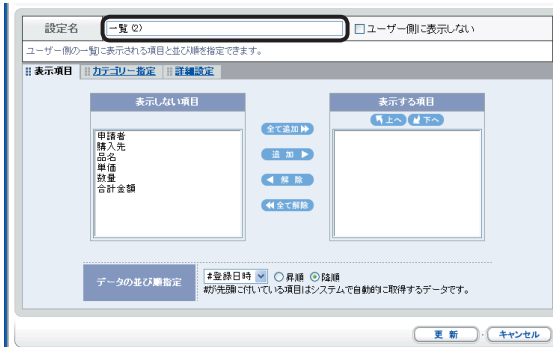 設定名 一覧 (2) ユーザー側に表示しない
ユーザー側の一覧に表示される項目と並び順を指定できます。
表示項目 カテゴリー指定 詳細設定
表示しない項目 表示する項目
上へ 下へ
全て追加
追 加
解 除
全て解除
申請者
購入先
品名
単価
数量
合計金額
データの並び順指定 #登録日時 昇順 降順
#が先頭に付いている項目はシステムで自動的に取得するデータです。
更 新 キャンセル